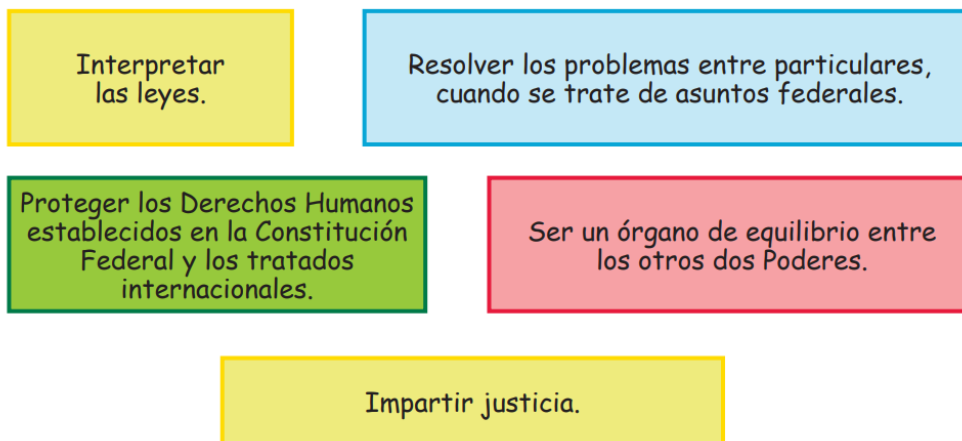 Interpretar
las leyes.
Resolver los problemas entre particulares,
cuando se trate de asuntos federales.
Proteger los Derechos Humanos
establecidos en la Constitución
Federal y los tratados
internacionales.
Ser un órgano de equilibrio entre
los otros dos Poderes.
Impartir justicia.